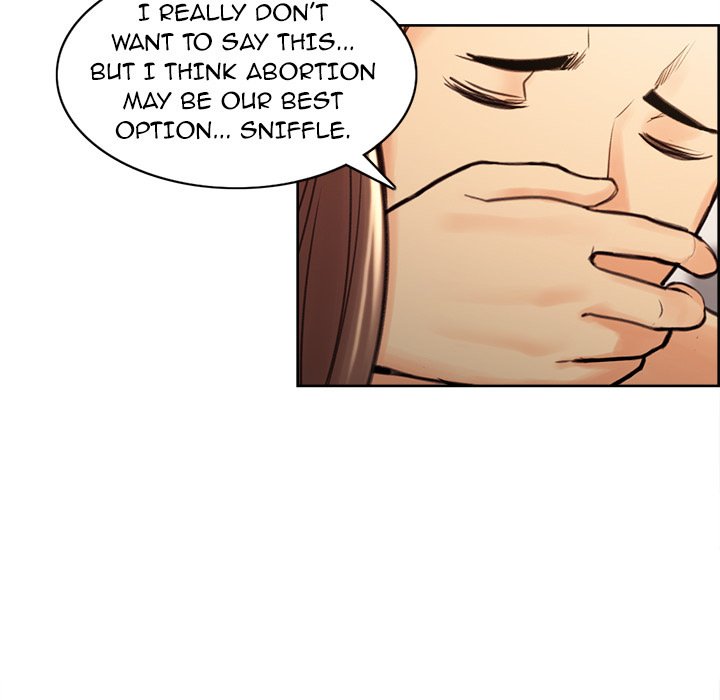 I REALLY DON'T
WANT TO SAY THIS...
BUT I THINK ABORTION
MAY BE OUR BEST
OPTION... SNIFFLE.